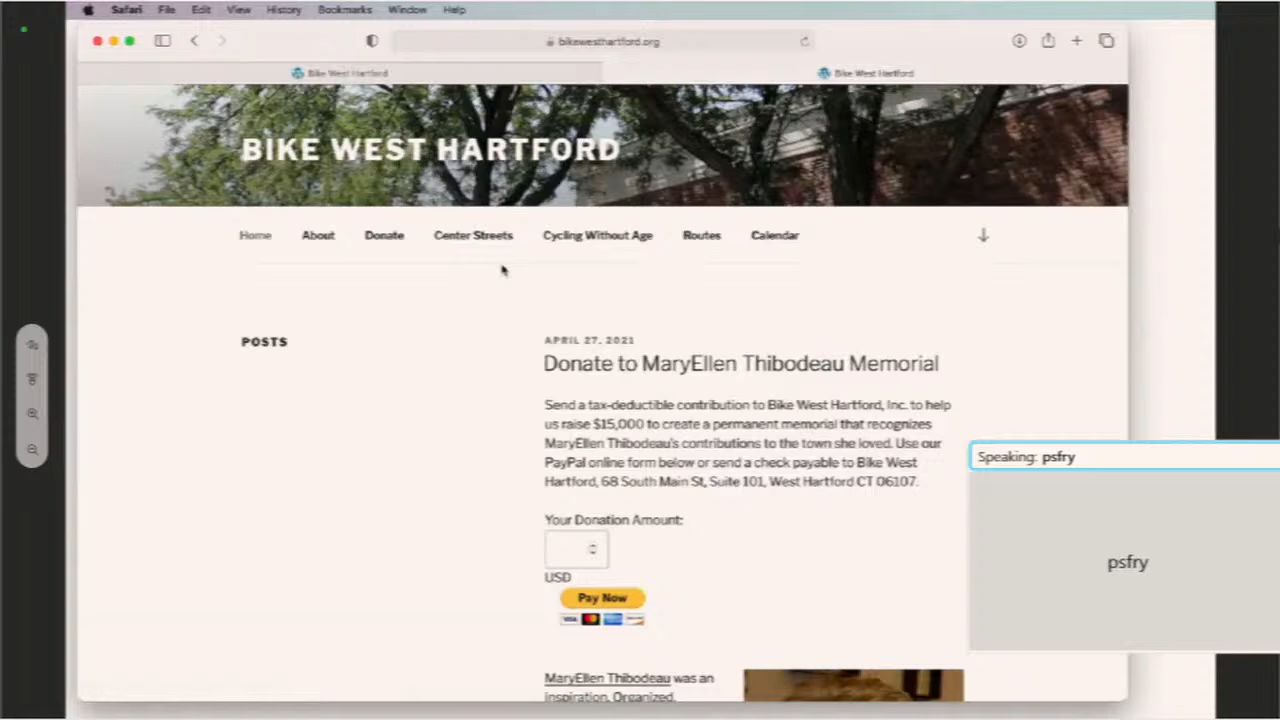 Safari File Edit View History Bookmarks Window Help
bikewesthartford.org
Bike West Hartford
Bike West Hartford
BIKE WEST HARTFORD
Home About Donate Center Streets Cycling Without Age Routes Calendar
POSTS
APRIL 27, 2021
Donate to MaryEllen Thibodeau Memorial
Send a tax-deductible contribution to Bike West Hartford, Inc. to help
us raise $15,000 to create a permanent memorial that recognizes
MaryEllen Thibodeau's contributions to the town she loved. Use our
PayPal online form below or send a check payable to Bike West
Hartford, 68 South Main St, Suite 101, West Hartford CT 06107.
Speaking: psfry
Your Donation Amount:
psfry
USD
Pay Now
VISA
MaryEllen Thibodeau was an
inspiration. Organized,